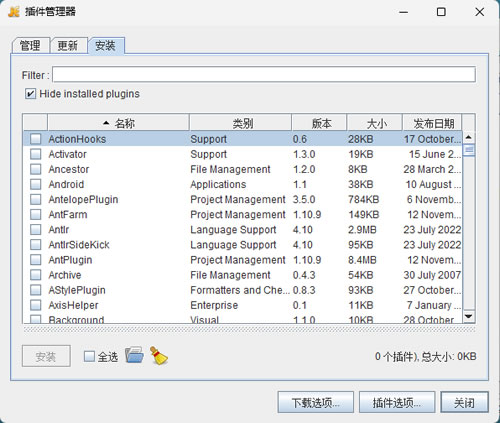 插件管理器
管理 更新 安装
Filter :
Hide installed plugins
名称 类别 版本 大小 发布日期
ActionHooks Support 0.6 28KB 17 October...
Activator Support 1.3.0 19KB 15 June 2...
Ancestor File Management 1.2.0 8KB 28 March 2...
Android Applications 1.1 38KB 10 August ...
AntelopePlugin Project Management 3.5.0 784KB 6 Novemb...
AntFarm Project Management 1.10.9 149KB 12 Novem...
Antlr Language Support 4.10 2.9MB 23 July 2022
AntlrSideKick Language Support 4.10 95KB 23 July 2022
AntPlugin Project Management 1.10.9 8.4MB 12 Novem...
Archive File Management 0.4.3 54KB 30 July 2007
AStylePlugin Formatters and Che... 0.8.3 93KB 27 October...
AxisHelper Enterprise 0.1 11KB 7 January ...
Background Visual 1.1.0 10KB 28 October
安装 全选 0 个插件), 总大小: 0KB
下载选项... 插件选项... 关闭